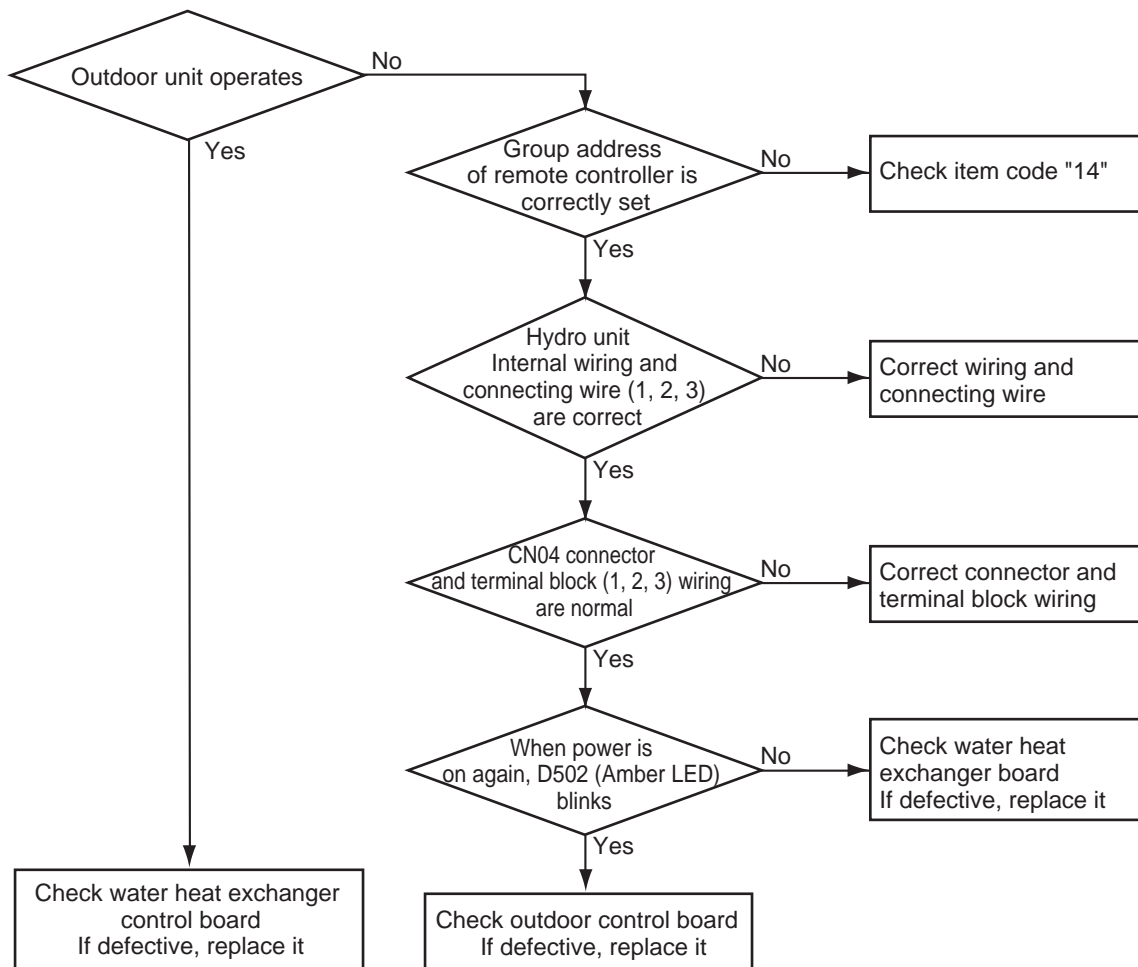 Outdoor unit operates
No
Yes
Group address
of remote controller is
correctly set
No
Check item code "14"
Yes
Hydro unit
Internal wiring and
connecting wire (1, 2, 3)
are correct
No
Correct wiring and
connecting wire
Yes
CN04 connector
and terminal block (1, 2, 3) wiring
are normal
No
Correct connector and
terminal block wiring
Yes
When power is
on again, D502 (Amber LED)
blinks
No
Check water heat
exchanger board
If defective, replace it
Yes
Check water heat exchanger
control board
If defective, replace it
Check outdoor control board
If defective, replace it